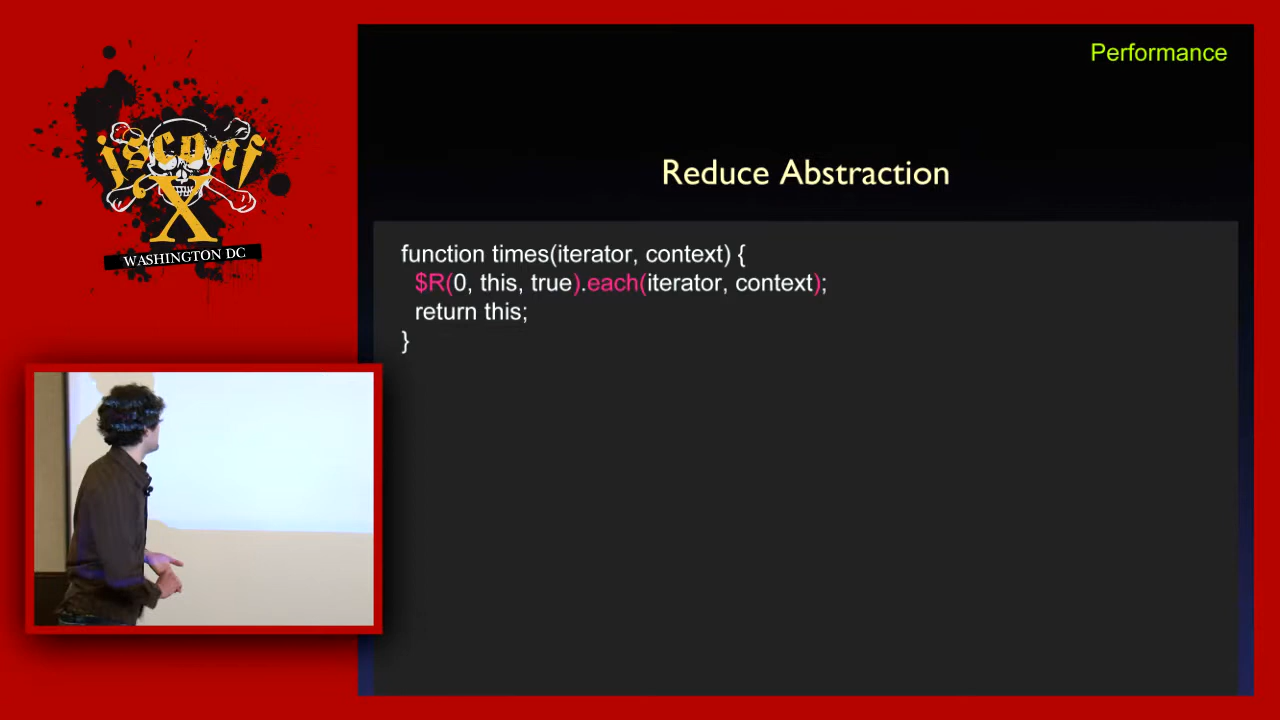 jsconf
X
WASHINGTON DC
Performance
Reduce Abstraction
function times(iterator, context) {
$R(0, this, true).each(iterator, context);
return this;
}